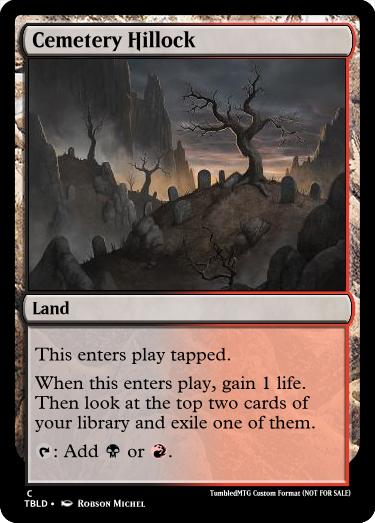 Cemetery Hillock
Land
This enters play tapped.
When this enters play, gain 1 life.
Then look at the top two cards of
your library and exile one of them.
: Add or .
C
TBLD • Robson Michel
TumbledMTG Custom Format (NOT FOR SALE)